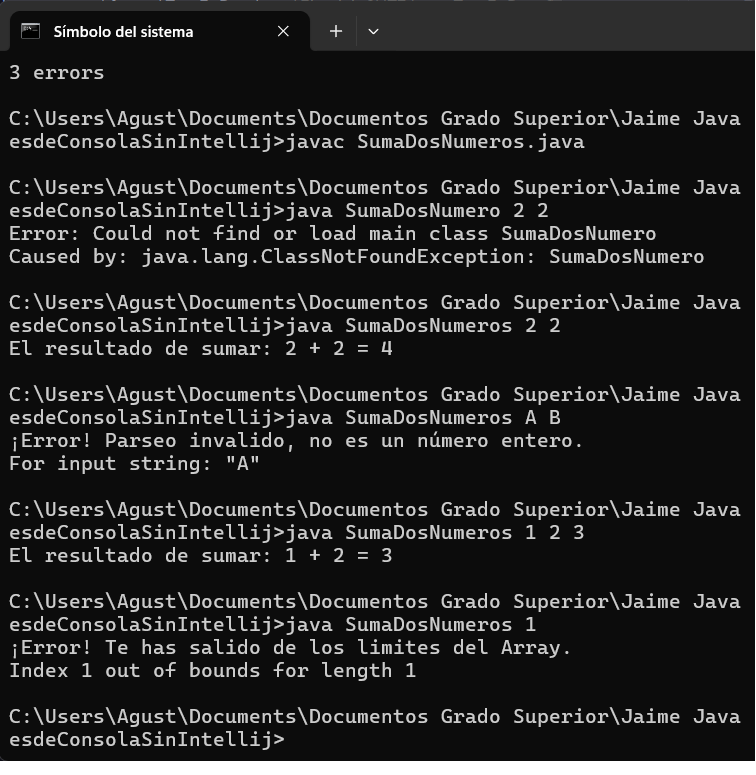 Símbolo del sistema
3 errors
C:\Users\Agust\Documents\Documentos Grado Superior\Jaime Java
esdeConsolaSinIntellij>javac SumaDosNumeros.java
C:\Users\Agust\Documents\Documentos Grado Superior\Jaime Java
esdeConsolaSinIntellij>java SumaDosNumero 2 2
Error: Could not find or load main class SumaDosNumero
Caused by: java.lang.ClassNotFoundException: SumaDosNumero
C:\Users\Agust\Documents\Documentos Grado Superior\Jaime Java
esdeConsolaSinIntellij>java SumaDosNumeros 2 2
El resultado de sumar: 2 + 2 = 4
C:\Users\Agust\Documents\Documentos Grado Superior\Jaime Java
esdeConsolaSinIntellij>java SumaDosNumeros A B
¡Error! Parseo invalido, no es un número entero.
For input string: "A"
C:\Users\Agust\Documents\Documentos Grado Superior\Jaime Java
esdeConsolaSinIntellij>java SumaDosNumeros 1 2 3
El resultado de sumar: 1 + 2 = 3
C:\Users\Agust\Documents\Documentos Grado Superior\Jaime Java
esdeConsolaSinIntellij>java SumaDosNumeros 1
¡Error! Te has salido de los limites del Array.
Index 1 out of bounds for length 1
C:\Users\Agust\Documents\Documentos Grado Superior\Jaime Java
esdeConsolaSinIntellij>